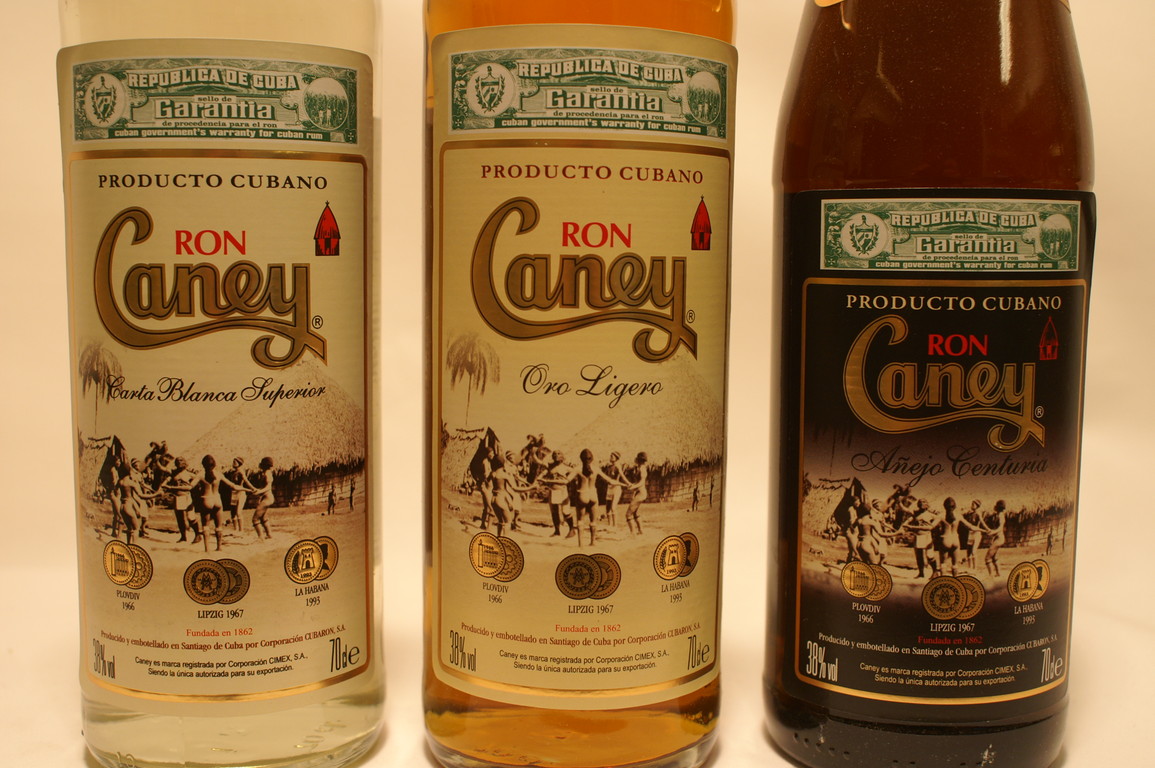 REPUBLICA DE CUBA
sello de
Garantia
de procedencia para el ron
cuban government's warranty for cuban rum
PRODUCTO CUBANO
RON
Caney®
Carta Blanca Superior
PLOVDIV
1966
LIPZIG 1967
LA HABANA
1993
Fundada en 1862
Producido y embotellado en Santiago de Cuba por Corporación CUBARON, S.A.
38% vol
Caney es marca registrada por Corporación CIMEX, S.A.,
Siendo la única autorizada para su exportación.
70cl e
REPUBLICA DE CUBA
sello de
Garantia
de procedencia para el ron
cuban government's warranty for cuban rum
PRODUCTO CUBANO
RON
Caney®
Oro Ligero
PLOVDIV
1966
LIPZIG 1967
LA HABANA
1993
Fundada en 1862
Producido y embotellado en Santiago de Cuba por Corporación CUBARON, S.A.
38% vol
Caney es marca registrada por Corporación CIMEX, S.A.,
Siendo la única autorizada para su exportación.
70cl e
REPUBLICA DE CUBA
sello de
Garantia
de procedencia para el ron
cuban government's warranty for cuban rum
PRODUCTO CUBANO
RON
Caney®
Añejo Centuria
PLOVDIV
1966
LIPZIG 1967
LA HABANA
1993
Fundada en 1862
Producido y embotellado en Santiago de Cuba por Corporación CUBARON, S.A.
38% vol
Caney es marca registrada por Corporación CIMEX, S.A.,
Siendo la única autorizada para su exportación.
70cl e